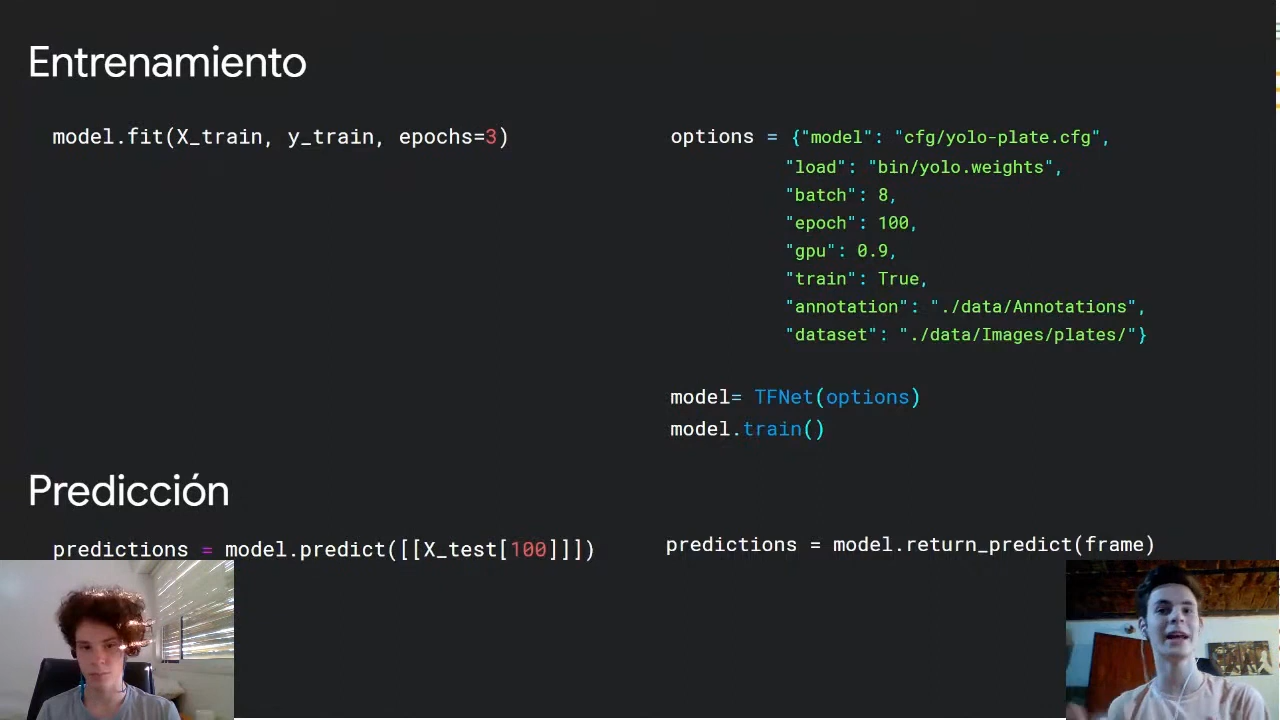 Entrenamiento
model.fit(X_train, y_train, epochs=3)
options = {"model": "cfg/yolo-plate.cfg",
"load": "bin/yolo.weights",
"batch": 8,
"epoch": 100,
"gpu": 0.9,
"train": True,
"annotation": "./data/Annotations",
"dataset": "./data/Images/plates/"}
model= TFNet(options)
model.train()
Predicción
predictions = model.predict([[X_test[100]]])
predictions = model.return_predict(frame)